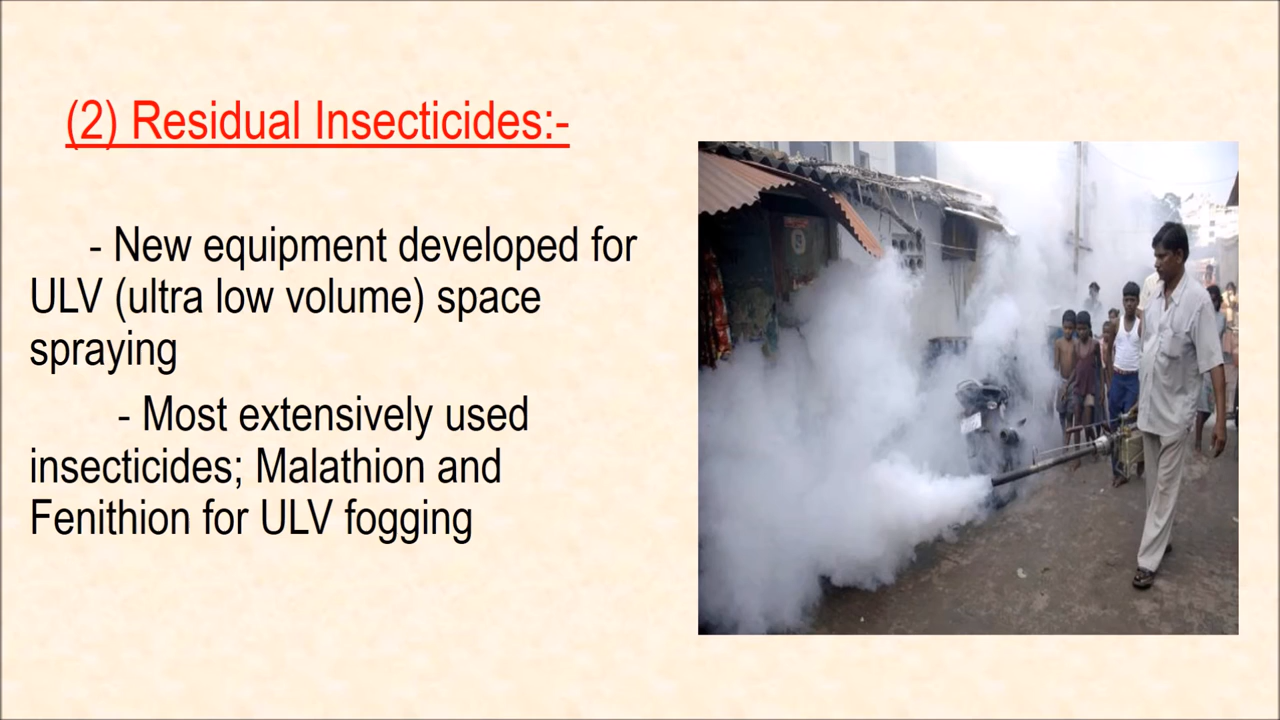 (2) Residual Insecticides:-
- New equipment developed for
ULV (ultra low volume) space
spraying
- Most extensively used
insecticides; Malathion and
Fenithion for ULV fogging